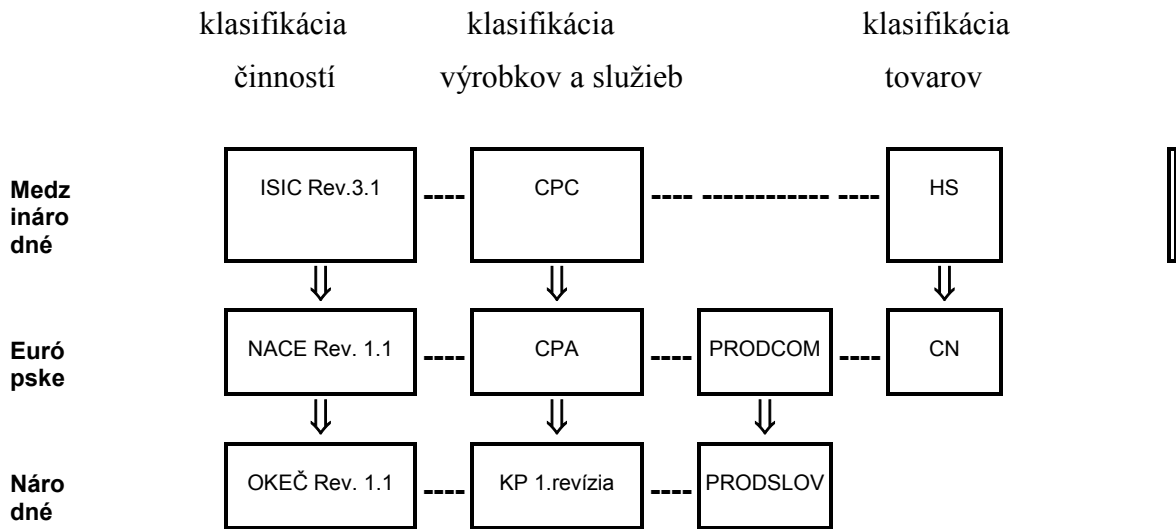 klasifikácia klasifikácia klasifikácia
činností výrobkov a služieb tovarov
Medz
ináro
dné
ISIC Rev.3.1 ---- CPC ---- ------------ ---- HS
Euró
pske
NACE Rev. 1.1 ---- CPA ---- PRODCOM ---- CN
Náro
dné
OKEČ Rev. 1.1 ---- KP 1.revízia ---- PRODSLOV